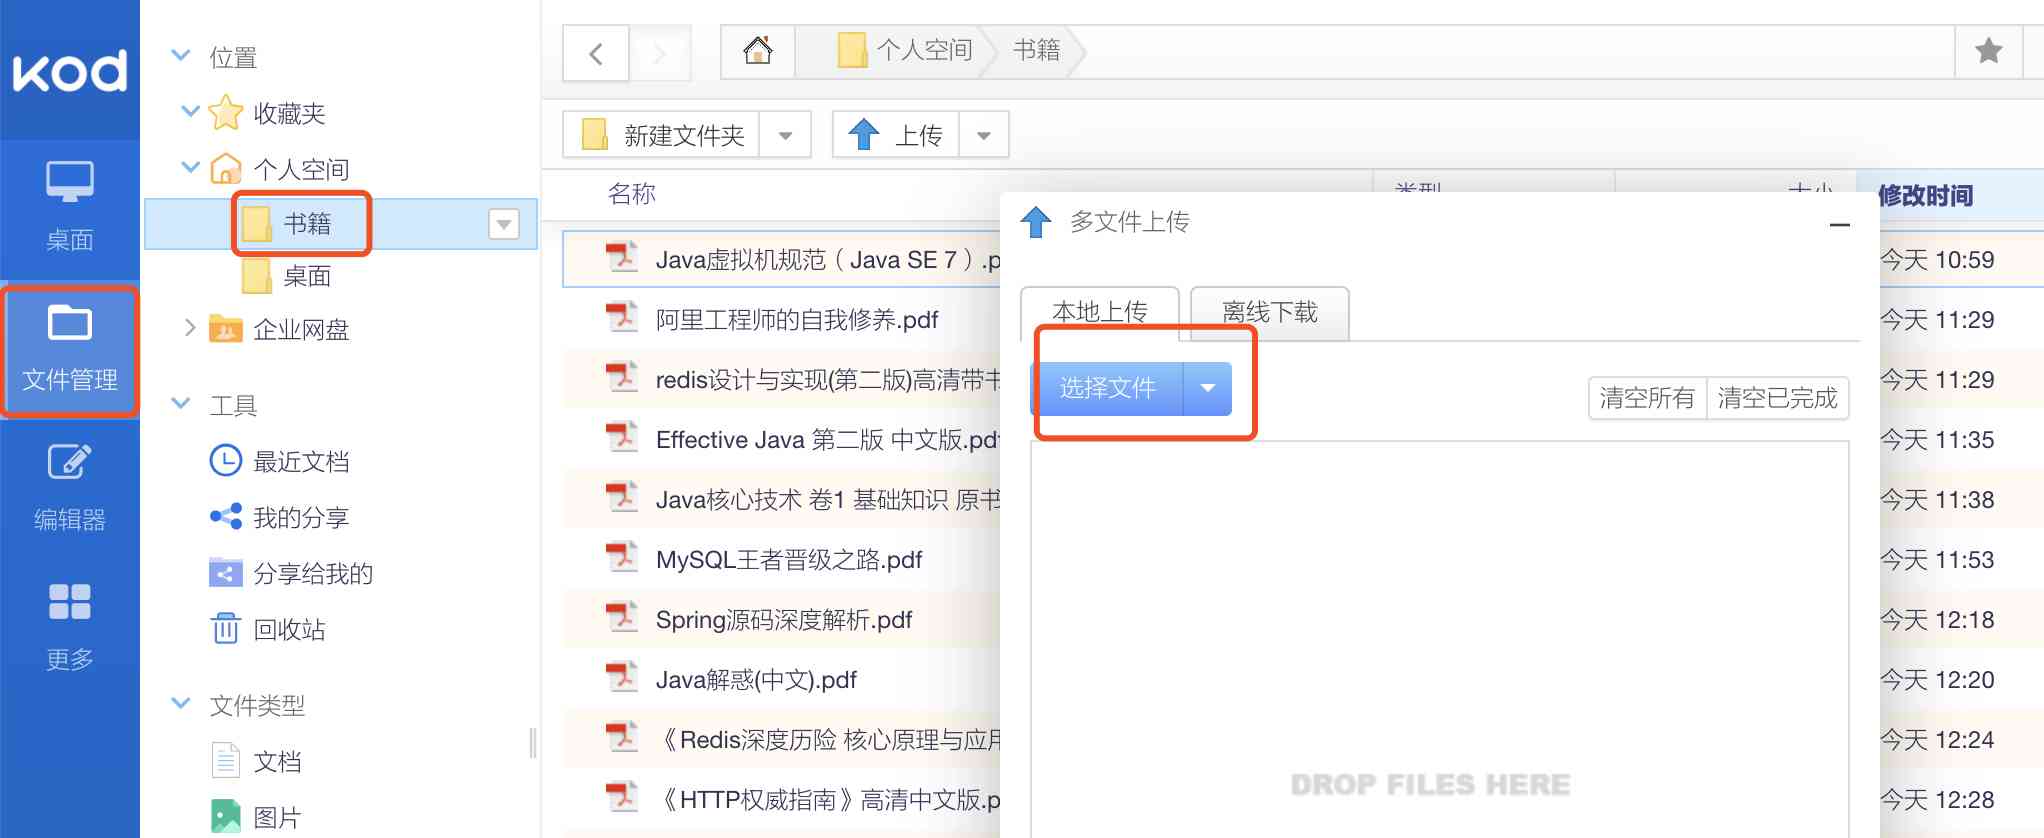 kod
桌面
文件管理
编辑器
更多
位置
收藏夹
个人空间
书籍
桌面
企业网盘
工具
最近文档
我的分享
分享给我的
回收站
文件类型
文档
图片
个人空间 书籍
新建文件夹 上传
名称 类型 大小 修改时间
Java虚拟机规范（Java SE 7）.p 今天 10:59
阿里工程师的自我修养.pdf 今天 11:29
redis设计与实现(第二版)高清带书 今天 11:29
Effective Java 第二版 中文版.pdf 今天 11:35
Java核心技术 卷1 基础知识 原书 今天 11:38
MySQL王者晋级之路.pdf 今天 11:53
Spring源码深度解析.pdf 今天 12:18
Java解惑(中文).pdf 今天 12:20
《Redis深度历险 核心原理与应用 今天 12:24
《HTTP权威指南》高清中文版.p 今天 12:28
多文件上传
本地上传 离线下载
选择文件 清空所有 清空已完成
DROP FILES HERE